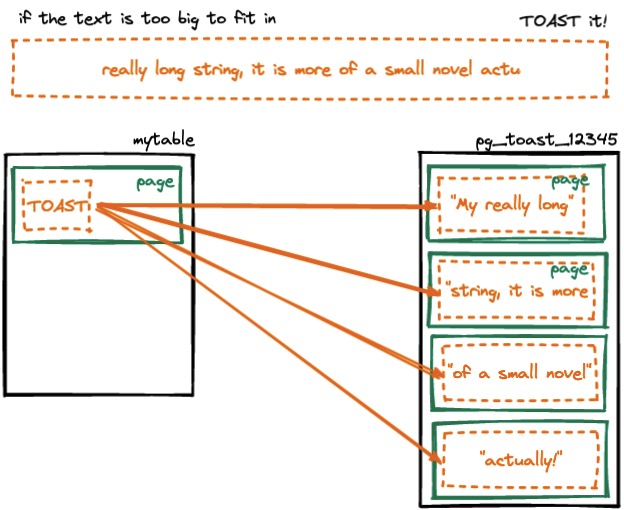 if the text is too big to fit in
TOAST it!
really long string, it is more of a small novel actu
mytable
pg_toast_12345
page
TOAST
page
"My really long"
page
"string, it is more
"of a small novel"
"actually!"